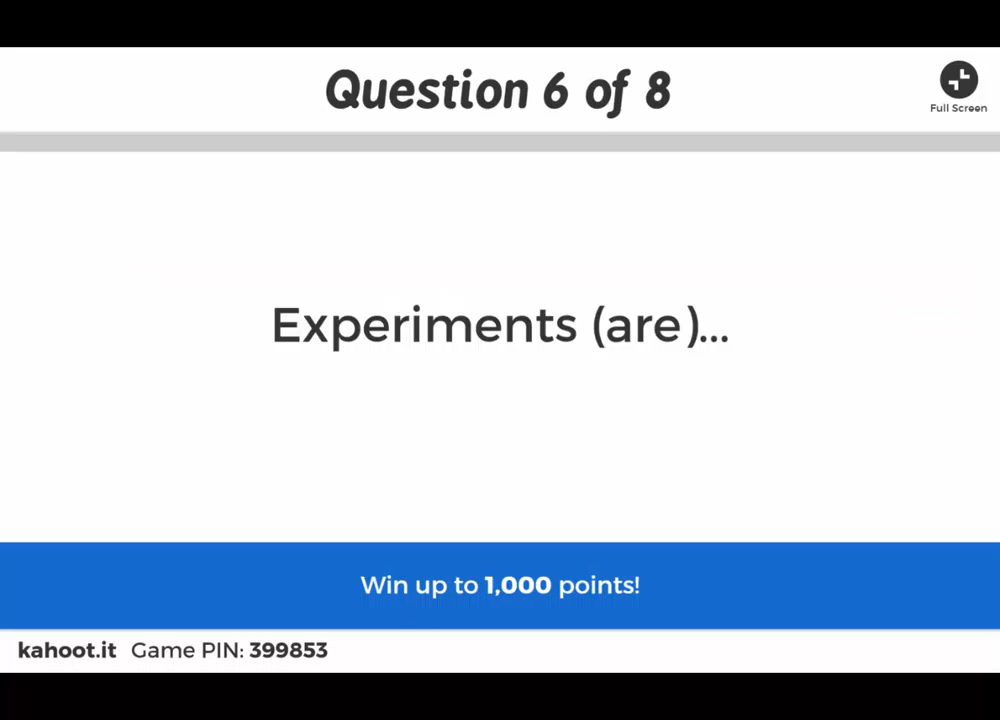 Question 6 of 8
Full Screen
Experiments (are)...
Win up to 1,000 points!
kahoot.it Game PIN: 399853